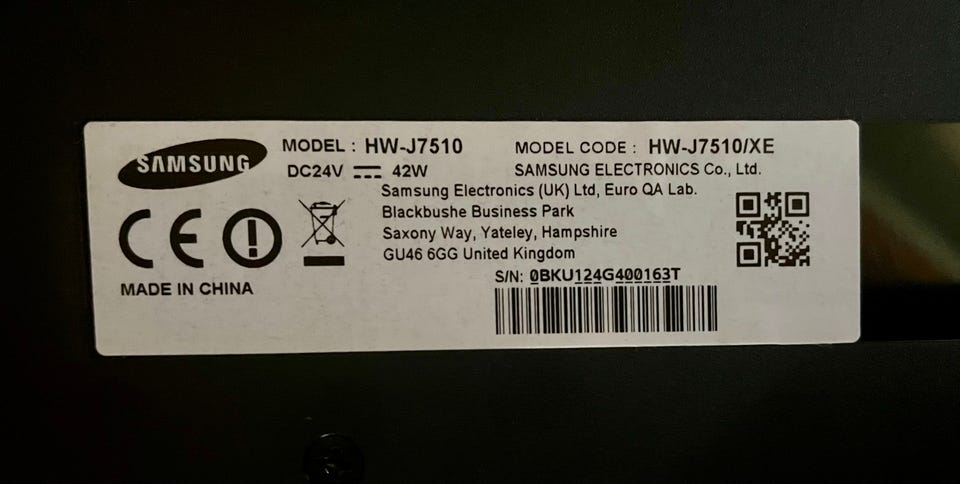 SAMSUNG
MODEL : HW-J7510 MODEL CODE : HW-J7510/XE
DC24V ⎓ 42W SAMSUNG ELECTRONICS Co., Ltd.
Samsung Electronics (UK) Ltd, Euro QA Lab.
Blackbushe Business Park
Saxony Way, Yateley, Hampshire
GU46 6GG United Kingdom
CE
MADE IN CHINA
S/N: 0BKU124G400163T